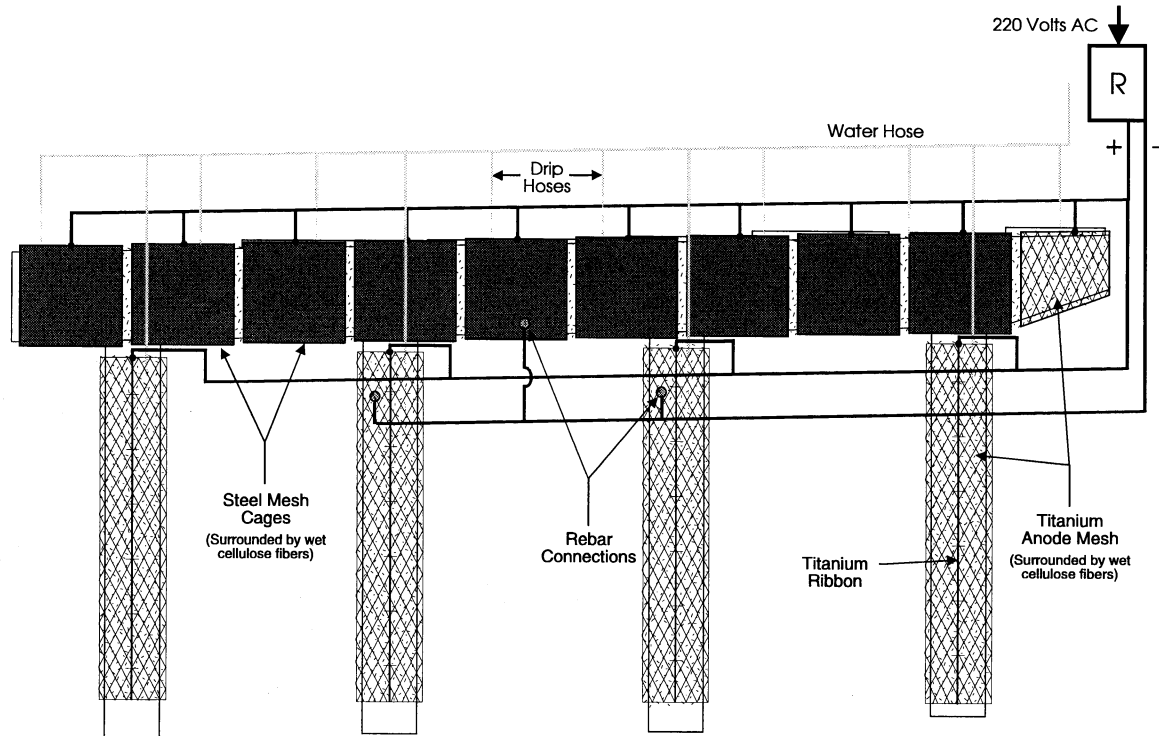 220 Volts AC
R
Water Hose
+ -
Drip
Hoses
Steel Mesh
Cages
(Surrounded by wet
cellulose fibers)
Rebar
Connections
Titanium
Ribbon
Titanium
Anode Mesh
(Surrounded by wet
cellulose fibers)